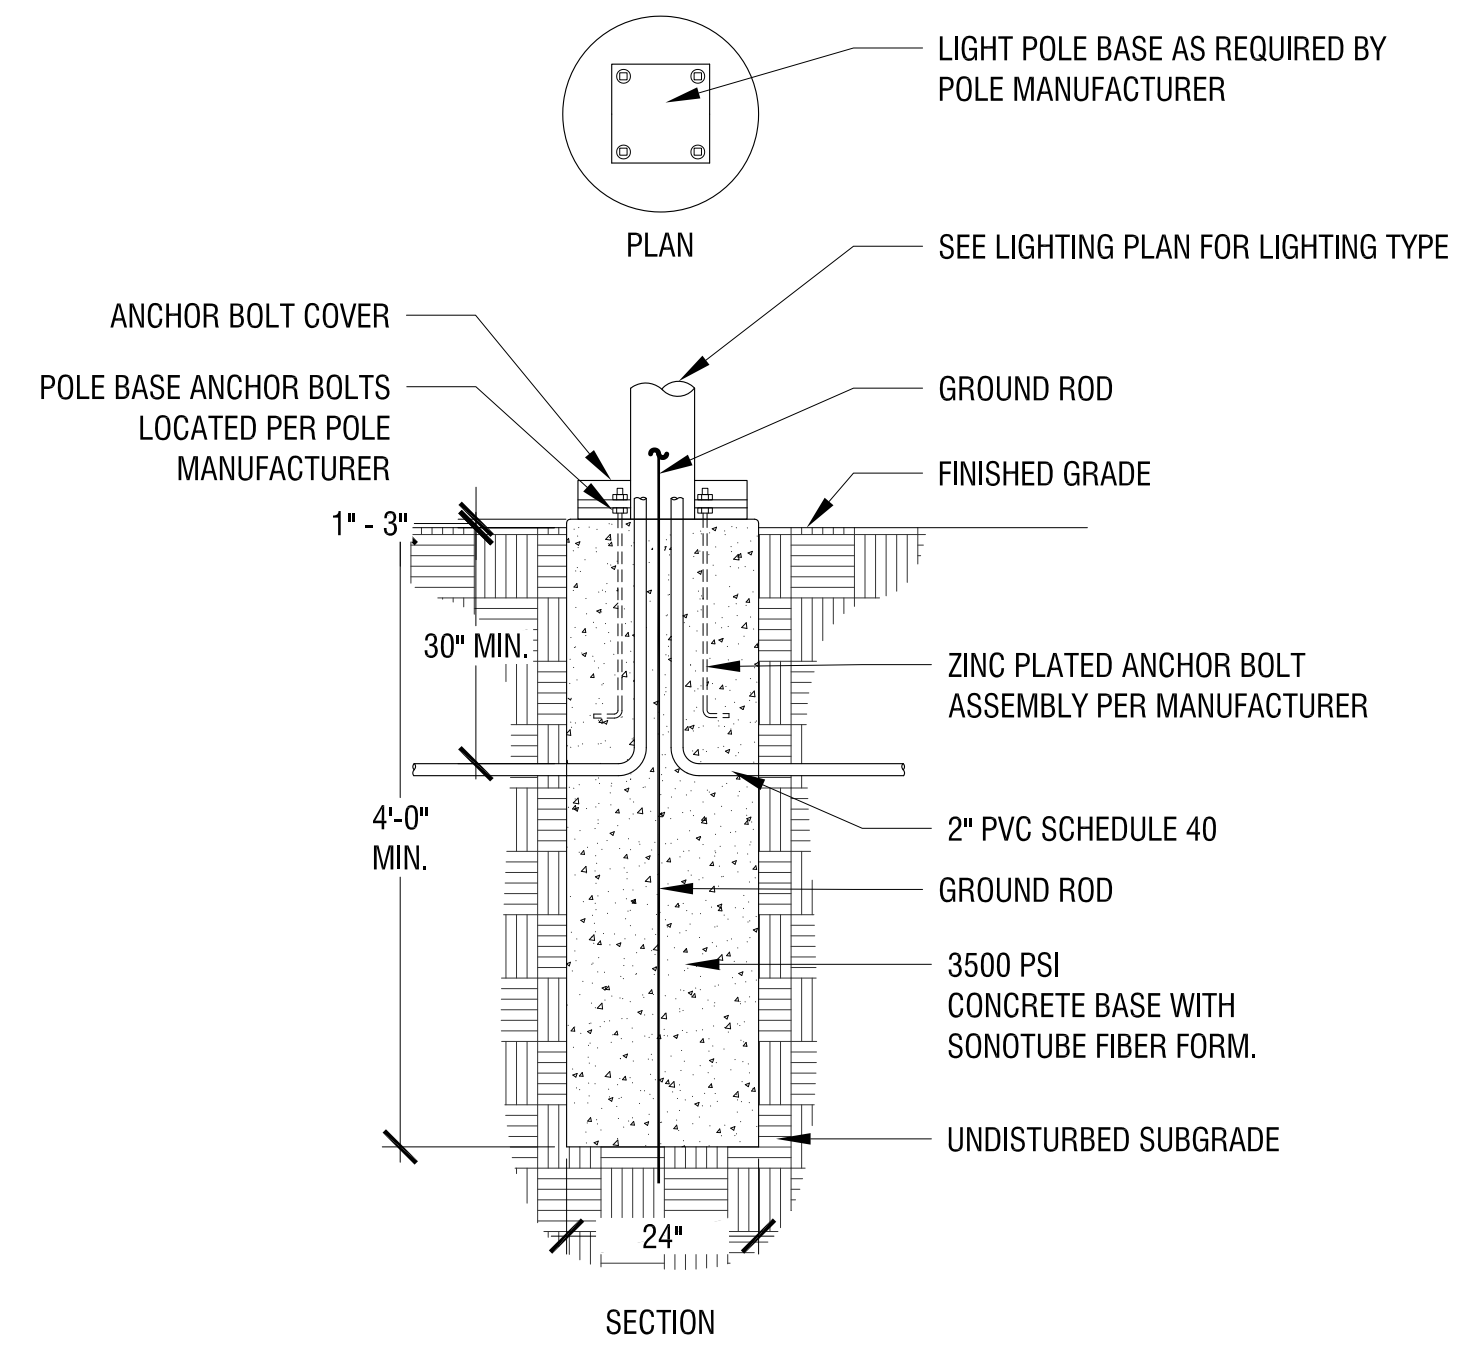 LIGHT POLE BASE AS REQUIRED BY
POLE MANUFACTURER
PLAN
SEE LIGHTING PLAN FOR LIGHTING TYPE
ANCHOR BOLT COVER
POLE BASE ANCHOR BOLTS
LOCATED PER POLE
MANUFACTURER
GROUND ROD
FINISHED GRADE
1" - 3"
30" MIN.
ZINC PLATED ANCHOR BOLT
ASSEMBLY PER MANUFACTURER
4'-0"
MIN.
2" PVC SCHEDULE 40
GROUND ROD
3500 PSI
CONCRETE BASE WITH
SONOTUBE FIBER FORM.
UNDISTURBED SUBGRADE
24"
SECTION